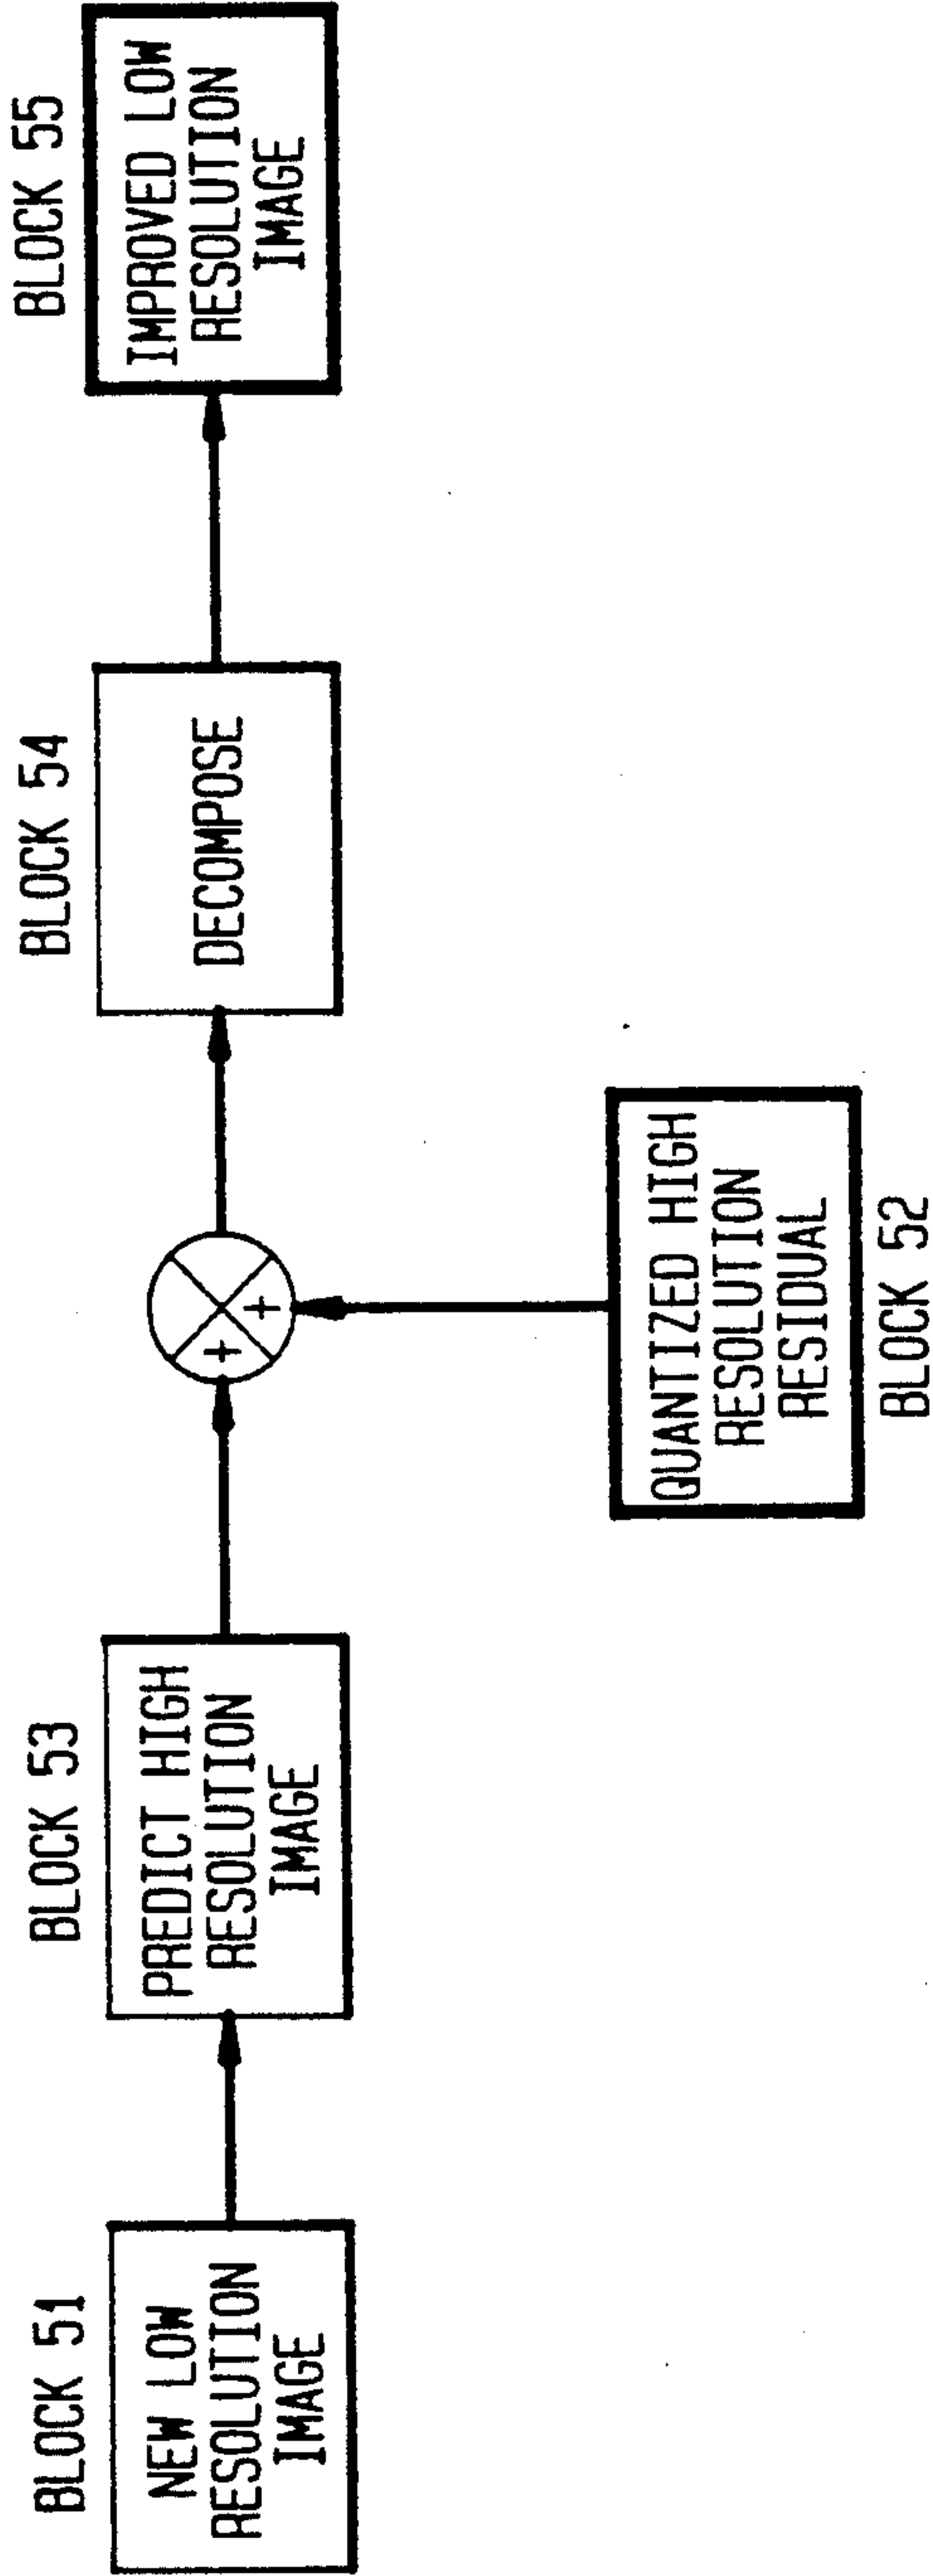 BLOCK 51
NEW LOW
RESOLUTION
IMAGE
BLOCK 53
PREDICT HIGH
RESOLUTION
IMAGE
+
+
QUANTIZED HIGH
RESOLUTION
RESIDUAL
BLOCK 52
BLOCK 54
DECOMPOSE
BLOCK 55
IMPROVED LOW
RESOLUTION
IMAGE